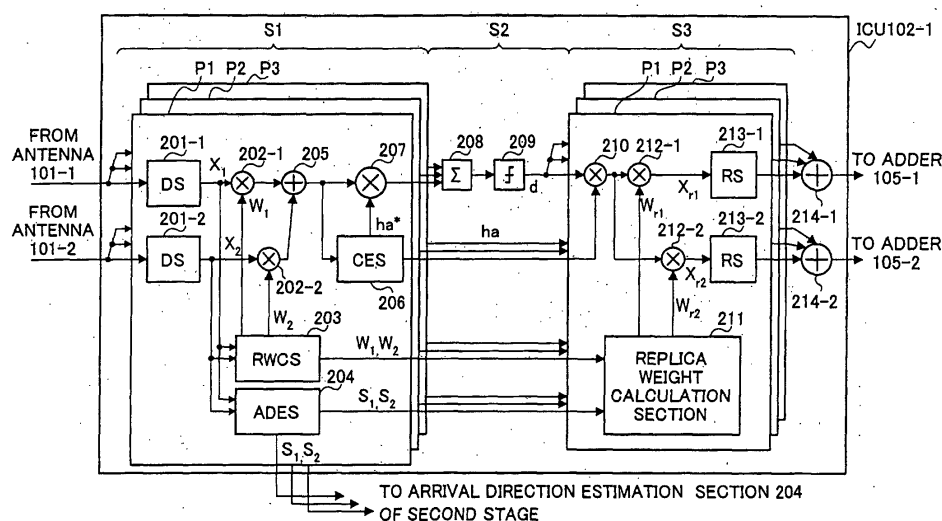 ICU102-1
S1 S2 S3
P1 P2 P3 P1 P2 P3
FROM
ANTENNA
101-1
201-1 202-1 205 207 208 209 210 212-1 213-1
DS X1 W1 Σ d Xr1 RS
TO ADDER
105-1
214-1
FROM
ANTENNA
101-2
201-2
DS X2 202-2 W2
ha* ha
CES
206
Wr1 212-2 213-2
Xr2 RS
Wr2
TO ADDER
105-2
214-2
203
RWCS
W1,W2
211
REPLICA
WEIGHT
CALCULATION
SECTION
204
ADES
S1,S2
S1,S2
TO ARRIVAL DIRECTION ESTIMATION SECTION 204
OF SECOND STAGE